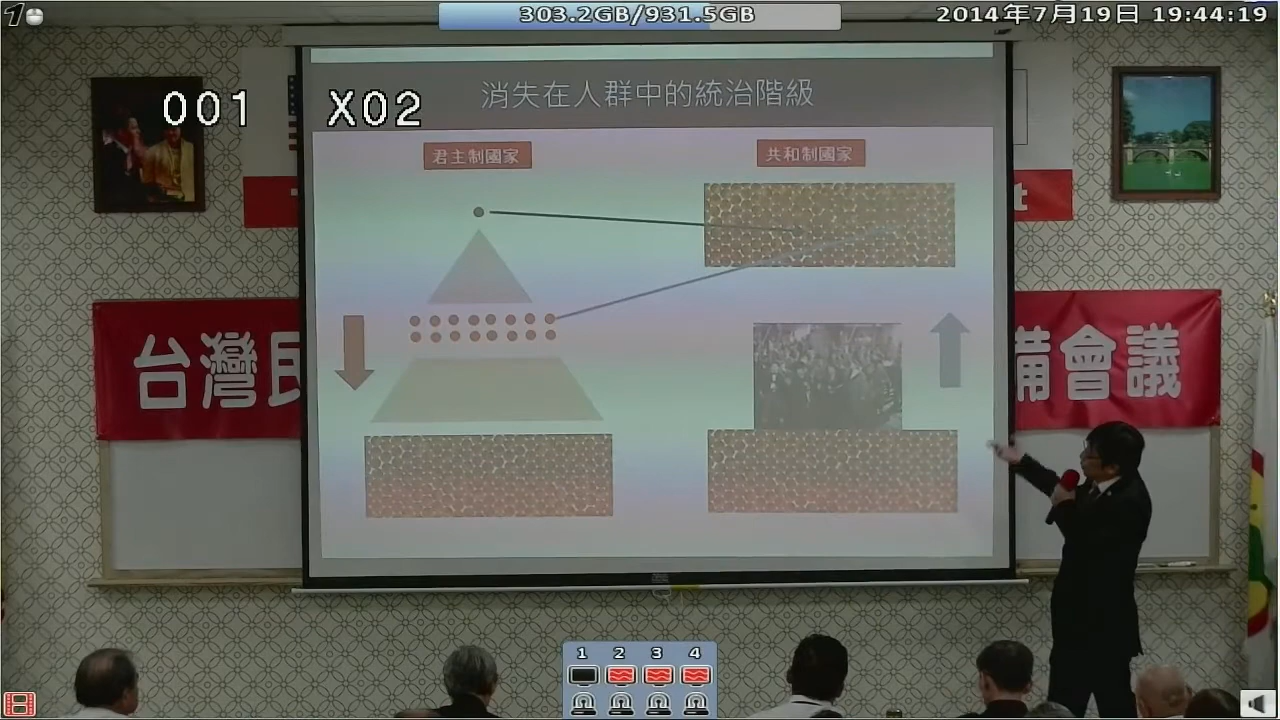 303.2GB/931.5GB
2014年7月19日 19:44:19
001 X02
消失在人群中的統治階級
君主制國家
共和制國家
t
台灣民
備會議
1 2 3 4